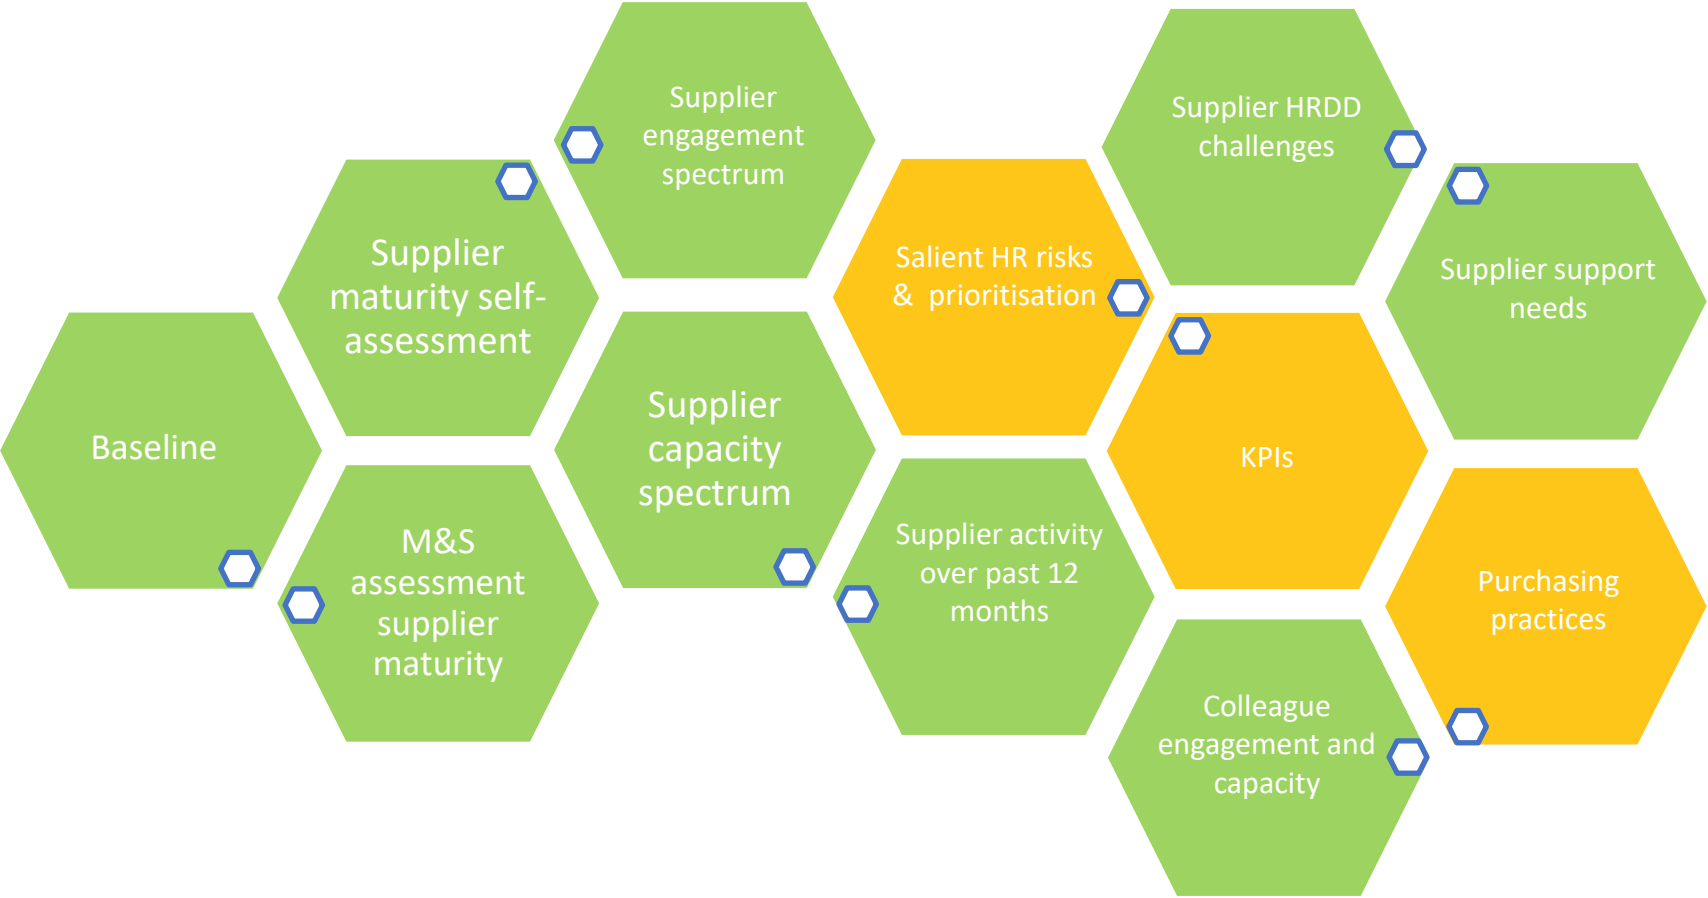 Baseline
Supplier
maturity self-
assessment
M&S
assessment
supplier
maturity
Supplier
engagement
spectrum
Supplier
capacity
spectrum
Salient HR risks
& prioritisation
Supplier activity
over past 12
months
Supplier HRDD
challenges
KPIs
Colleague
engagement and
capacity
Supplier support
needs
Purchasing
practices